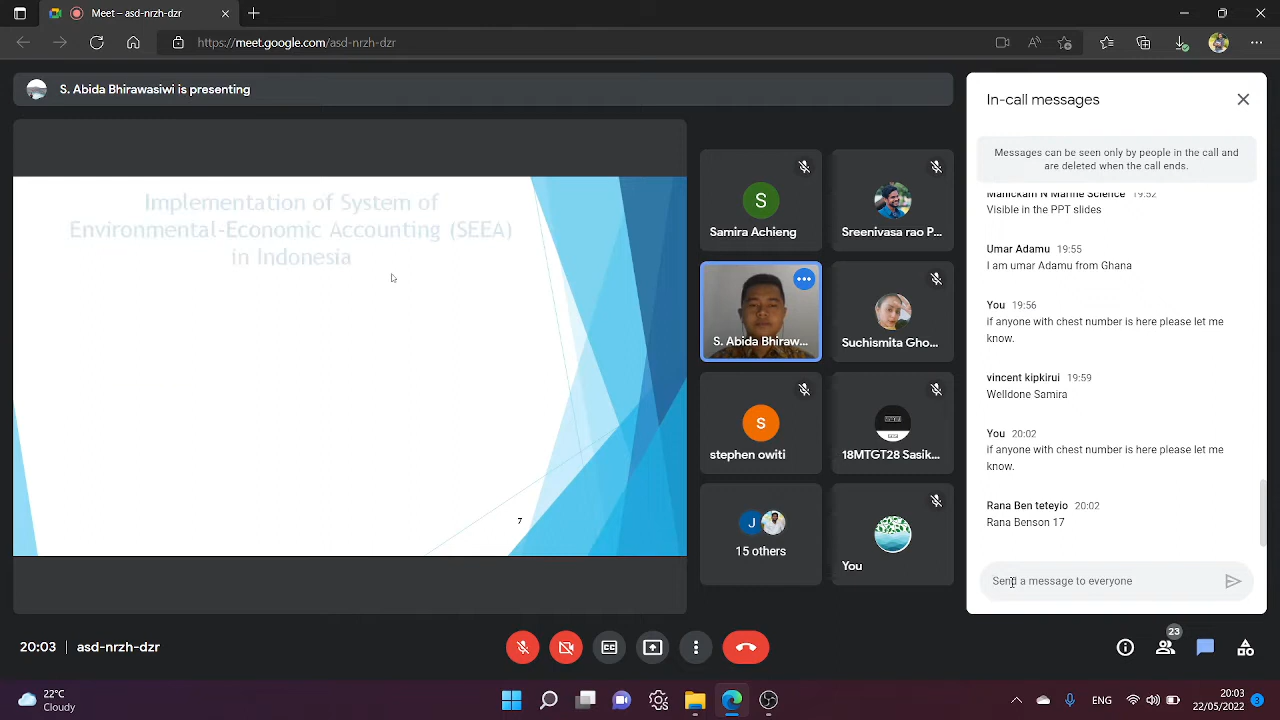 Meet – asd-nrzh-dzr
https://meet.google.com/asd-nrzh-dzr
S. Abida Bhirawasiwi is presenting
Implementation of System of
Environmental-Economic Accounting (SEEA)
in Indonesia
7
S
Samira Achieng
Sreenivasa rao P...
S. Abida Bhiraw...
Suchismita Gho...
s
stephen owiti
18MTGT28 Sasik...
J
15 others
You
In-call messages
Messages can be seen only by people in the call and
are deleted when the call ends.
Manickam N Marine Science 19:52
Visible in the PPT slides
Umar Adamu 19:55
I am umar Adamu from Ghana
You 19:56
if anyone with chest number is here please let me
know.
vincent kipkirui 19:59
Welldone Samira
You 20:02
if anyone with chest number is here please let me
know.
Rana Ben teteyio 20:02
Rana Benson 17
Send a message to everyone
20:03 | asd-nrzh-dzr
23
22°C
Cloudy
ENG
20:03
22/05/2022
3